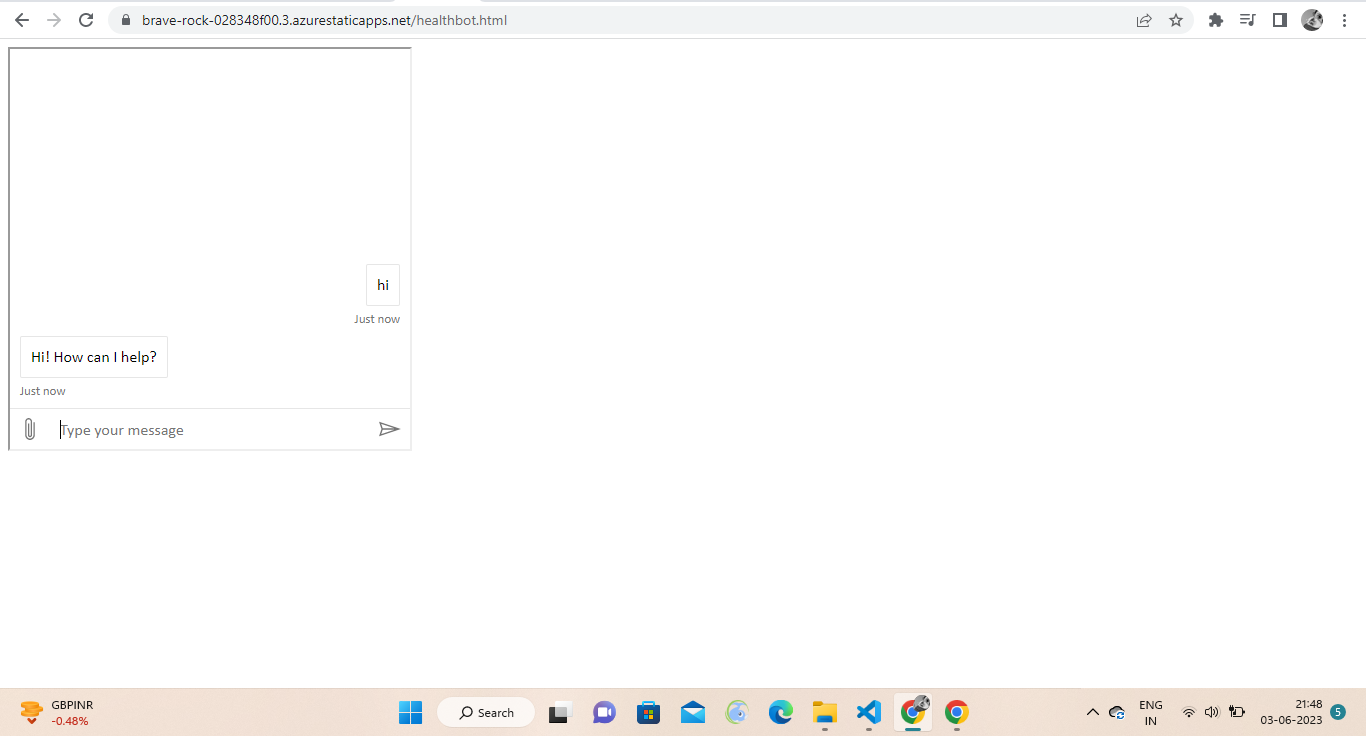 brave-rock-028348f00.3.azurestaticapps.net/healthbot.html
hi
Just now
Hi! How can I help?
Just now
Type your message
GBPINR
-0.48%
Search
ENG
IN
21:48
03-06-2023
5